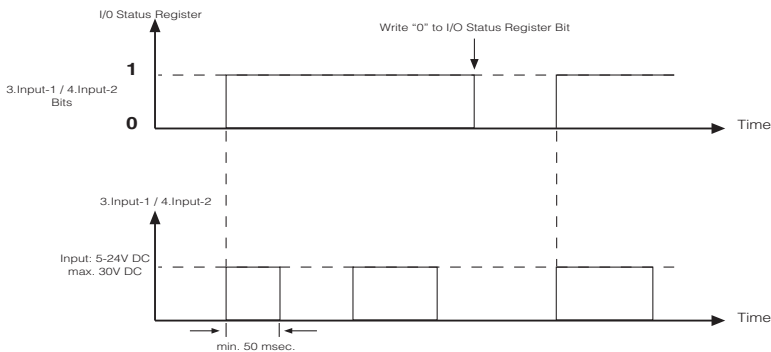 I/0 Status Register
Write “0” to I/O Status Register Bit
1
3.Input-1 / 4.Input-2
Bits
0
Time
3.Input-1 / 4.Input-2
Input: 5-24V DC
max. 30V DC
Time
min. 50 msec.